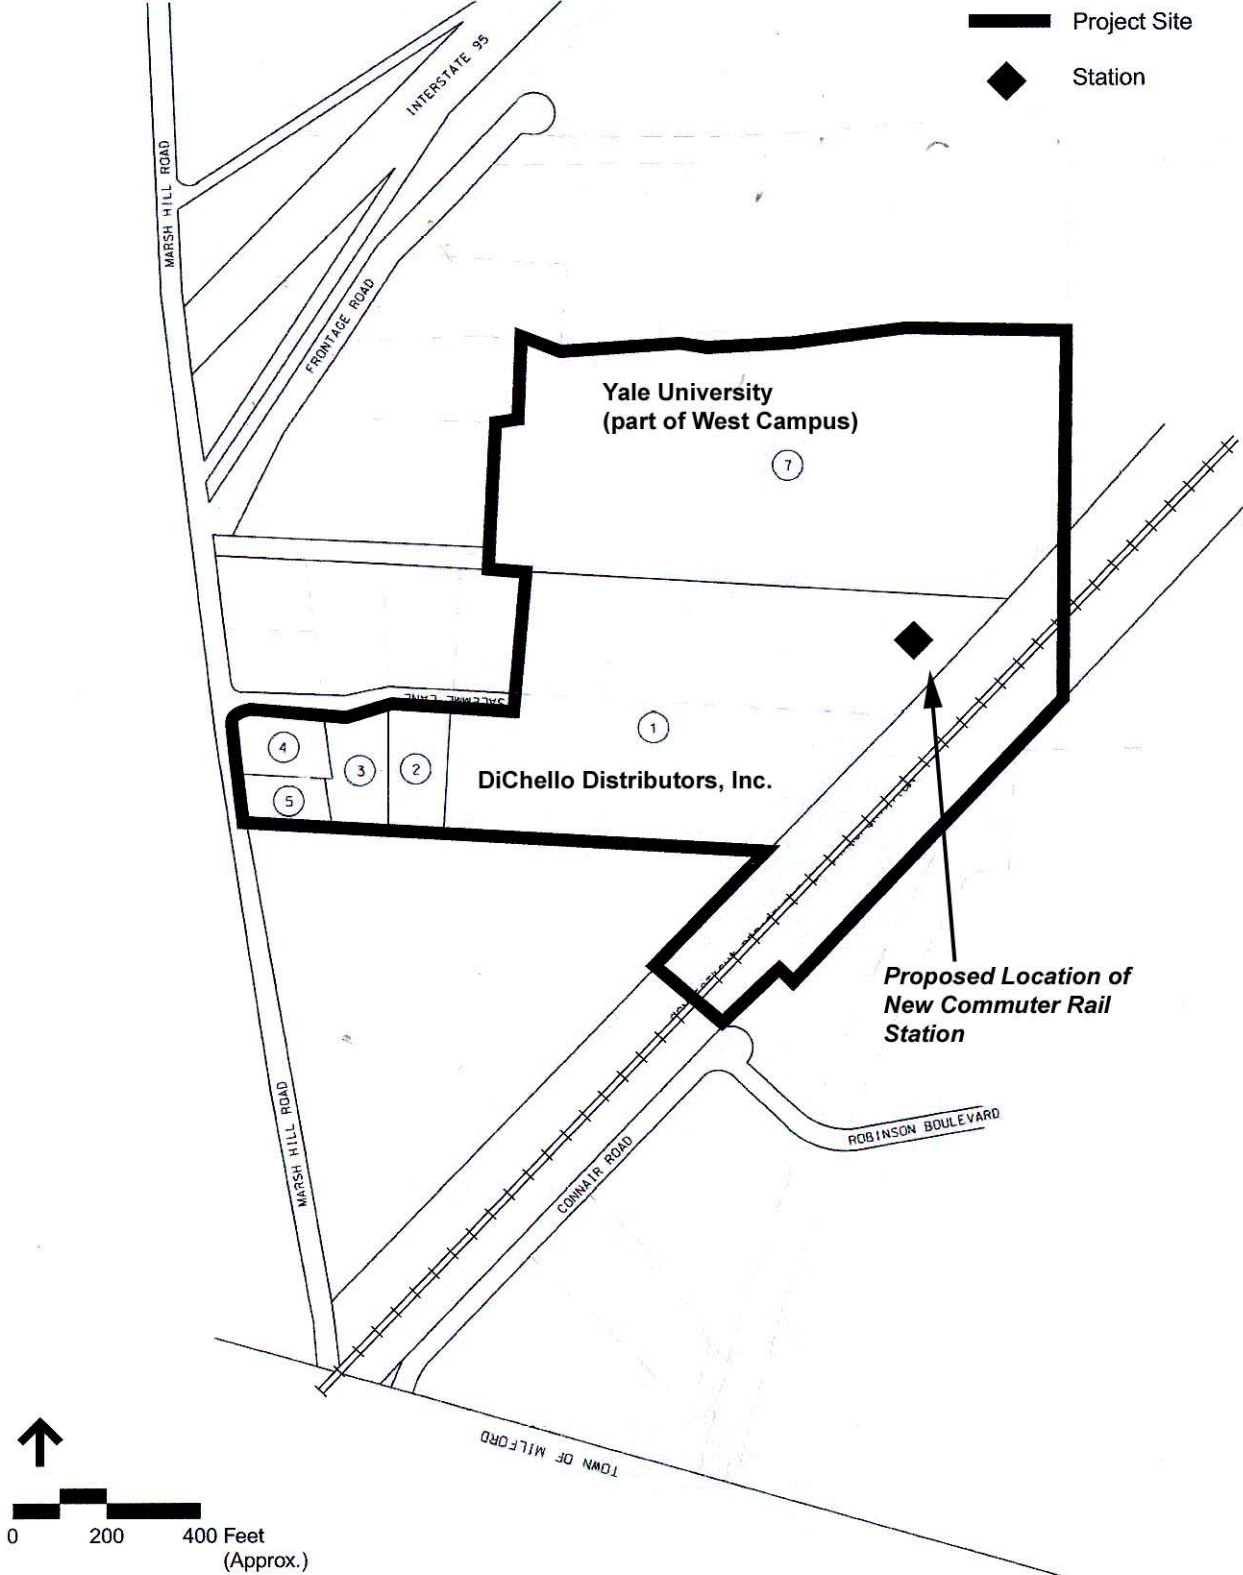 Project Site
Station
INTERSTATE 95
MARSH HILL ROAD
FRONTAGE ROAD
Yale University
(part of West Campus)
7
SALEMME LANE
1
4
3
2
5
DiChello Distributors, Inc.
Proposed Location of
New Commuter Rail
Station
MARSH HILL ROAD
CONNAIR ROAD
ROBINSON BOULEVARD
TOWN OF MILFORD
0 200 400 Feet
(Approx.)